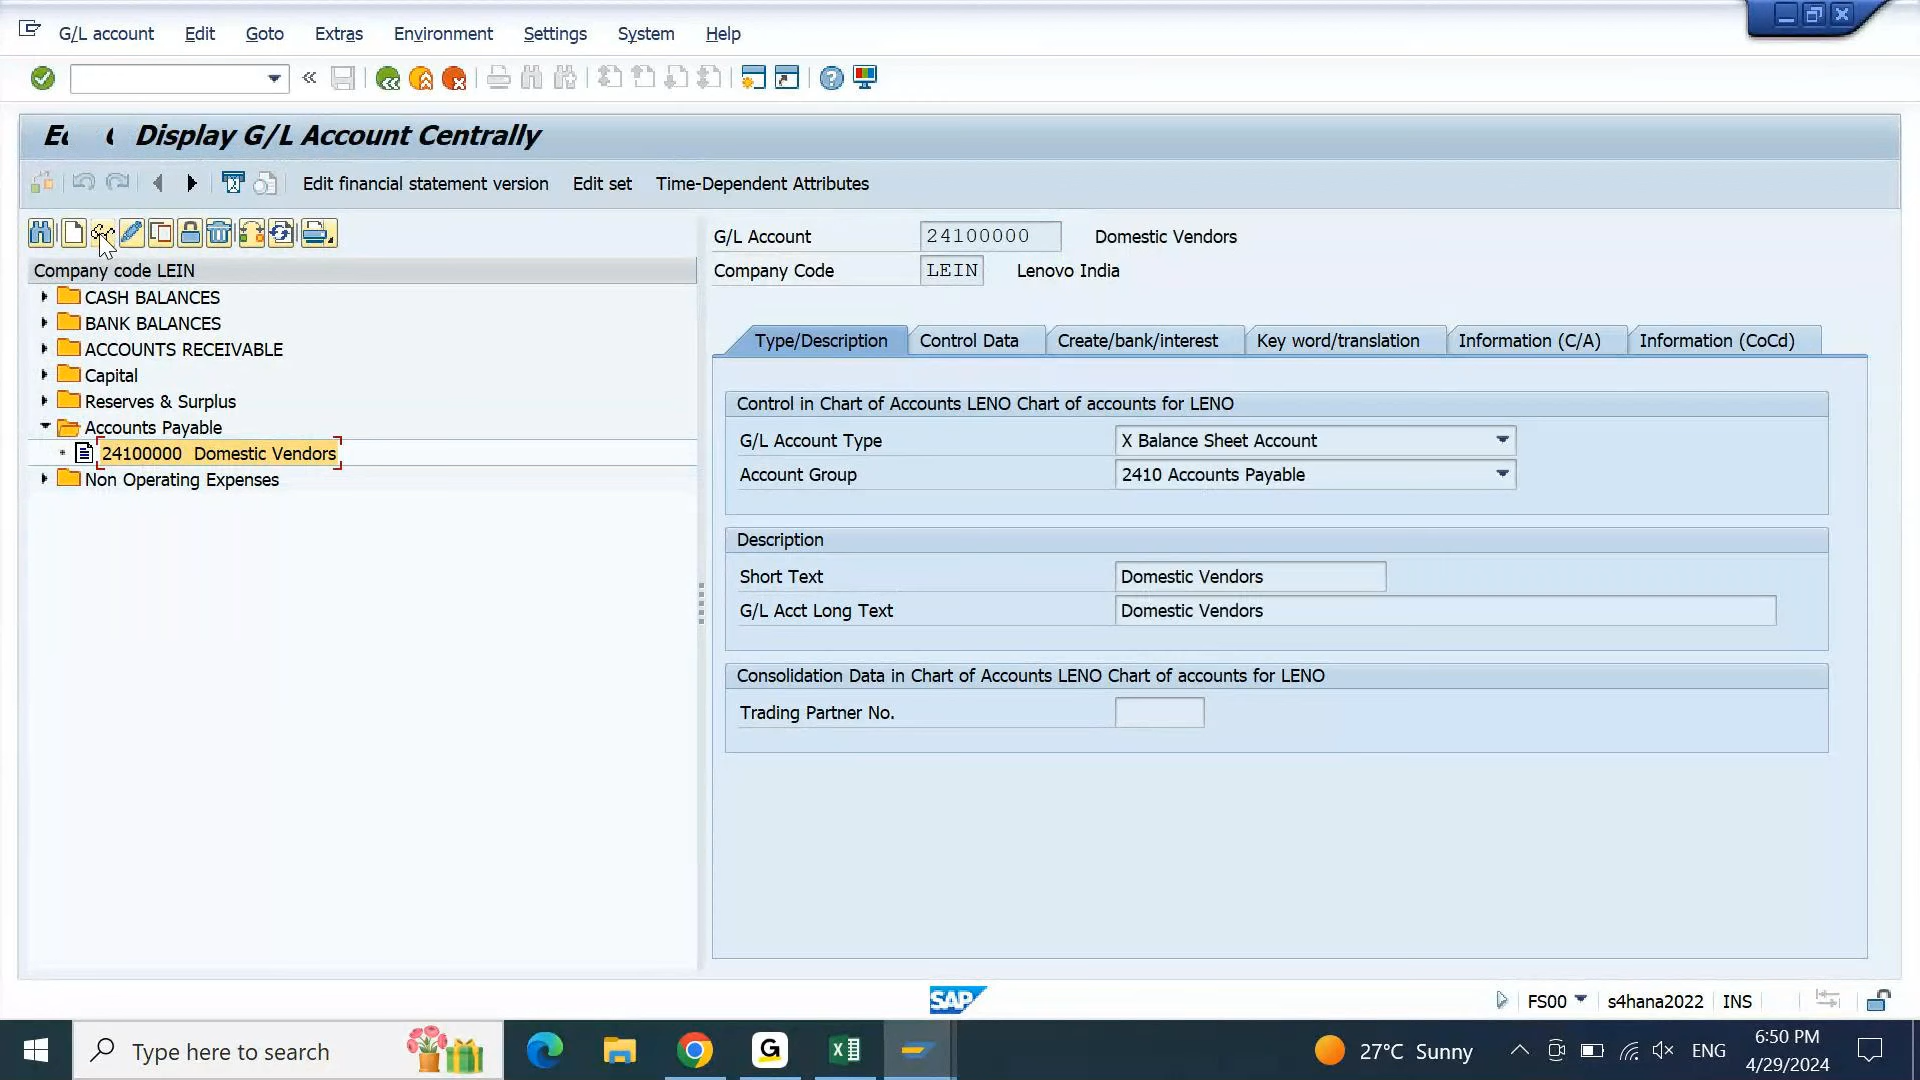 G/L account Edit Goto Extras Environment Settings System Help
Display G/L Account Centrally
Edit financial statement version Edit set Time-Dependent Attributes
Company code LEIN
CASH BALANCES
BANK BALANCES
ACCOUNTS RECEIVABLE
Capital
Reserves & Surplus
Accounts Payable
24100000 Domestic Vendors
Non Operating Expenses
G/L Account 24100000 Domestic Vendors
Company Code LEIN Lenovo India
Type/Description Control Data Create/bank/interest Key word/translation Information (C/A) Information (CoCd)
Control in Chart of Accounts LENO Chart of accounts for LENO
G/L Account Type X Balance Sheet Account
Account Group 2410 Accounts Payable
Description
Short Text Domestic Vendors
G/L Acct Long Text Domestic Vendors
Consolidation Data in Chart of Accounts LENO Chart of accounts for LENO
Trading Partner No.
SAP FS00 s4hana2022 INS
Type here to search 27°C Sunny ENG 6:50 PM
4/29/2024